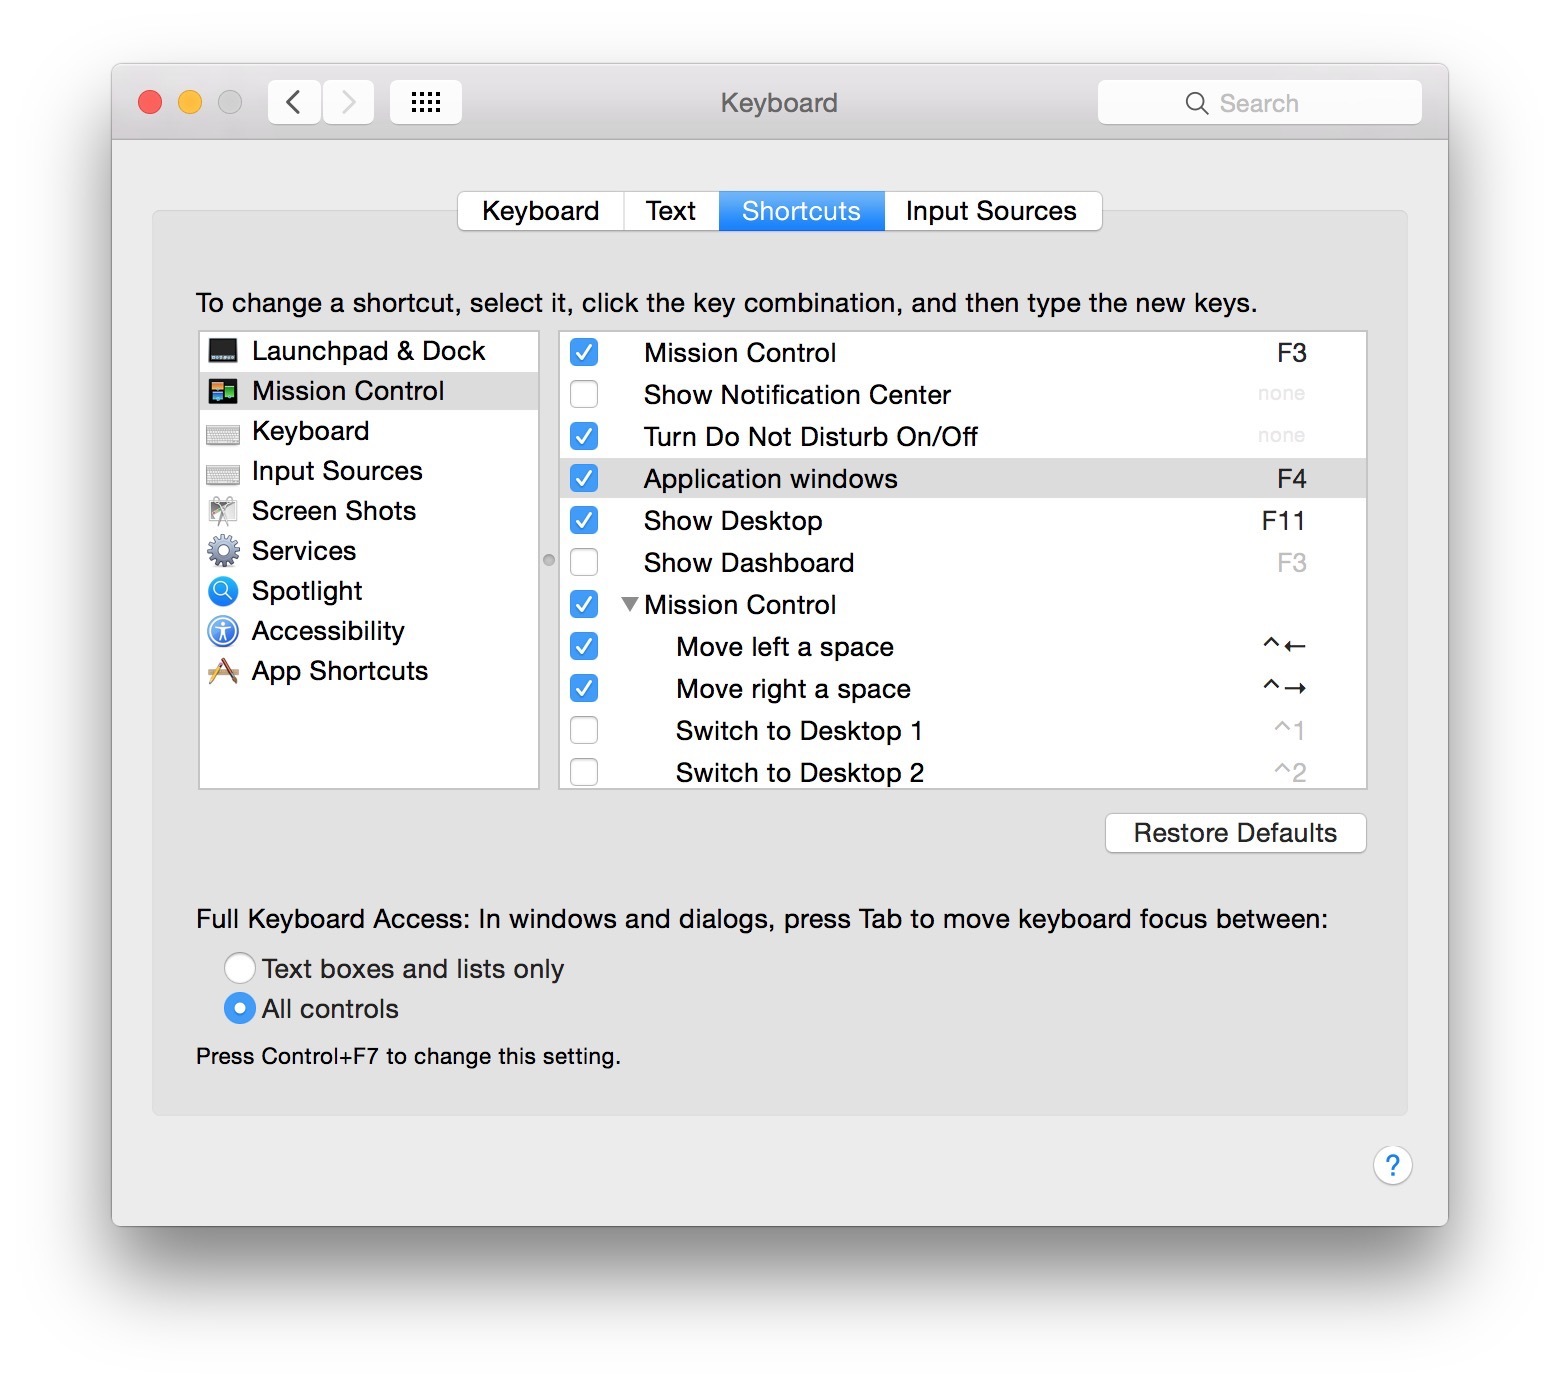 Keyboard
Search
Keyboard Text Shortcuts Input Sources
To change a shortcut, select it, click the key combination, and then type the new keys.
Launchpad & Dock
Mission Control
Keyboard
Input Sources
Screen Shots
Services
Spotlight
Accessibility
App Shortcuts
Mission Control F3
Show Notification Center none
Turn Do Not Disturb On/Off none
Application windows F4
Show Desktop F11
Show Dashboard F3
Mission Control
Move left a space ^←
Move right a space ^→
Switch to Desktop 1 ^1
Switch to Desktop 2 ^2
Restore Defaults
Full Keyboard Access: In windows and dialogs, press Tab to move keyboard focus between:
Text boxes and lists only
All controls
Press Control+F7 to change this setting.
?